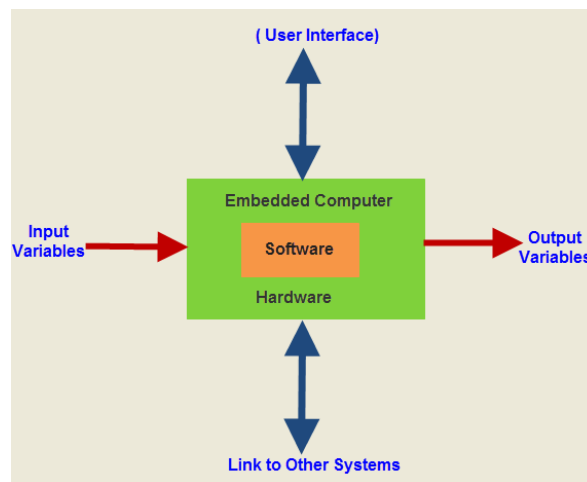 ( User Interface)
Embedded Computer
Input
Variables
Software
Output
Variables
Hardware
Link to Other Systems